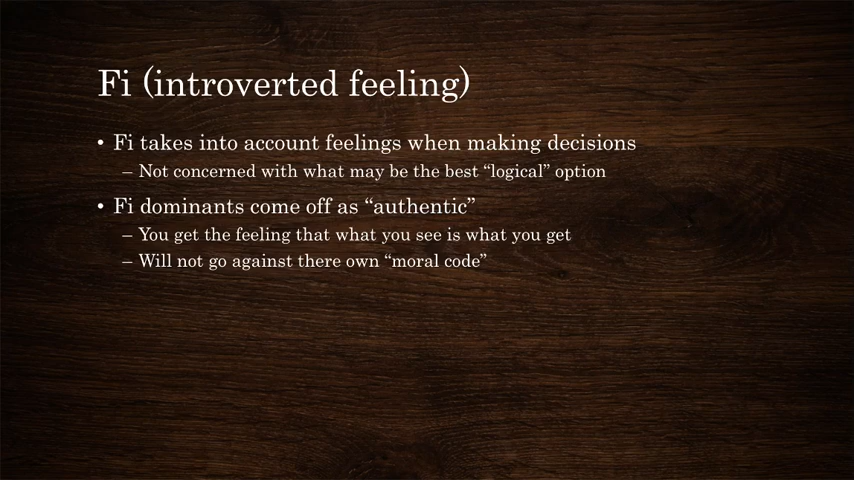 Fi (introverted feeling)
• Fi takes into account feelings when making decisions
– Not concerned with what may be the best “logical” option
• Fi dominants come off as “authentic”
– You get the feeling that what you see is what you get
– Will not go against there own “moral code”